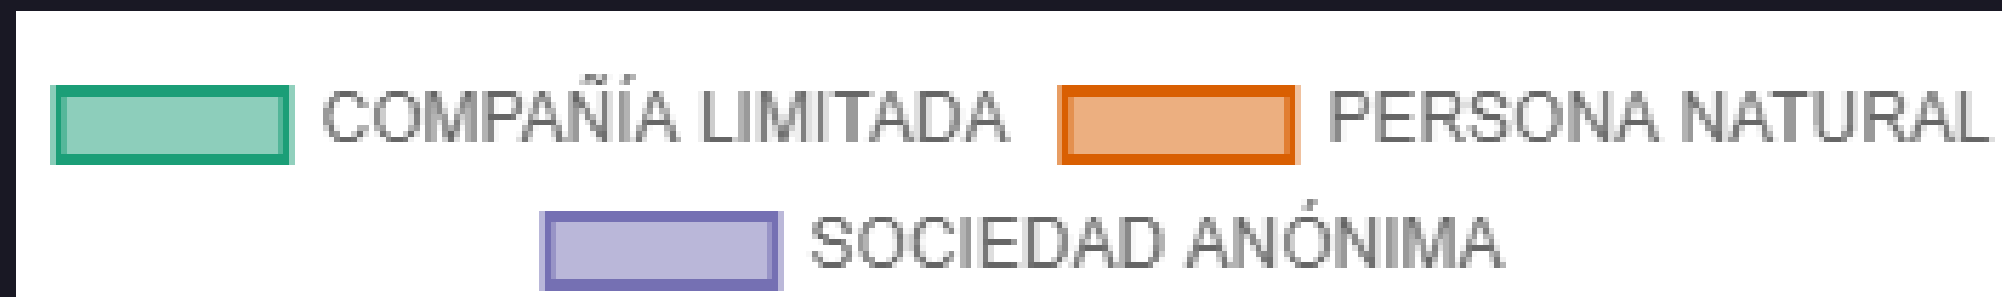 COMPAÑÍA LIMITADA PERSONA NATURAL
SOCIEDAD ANÓNIMA